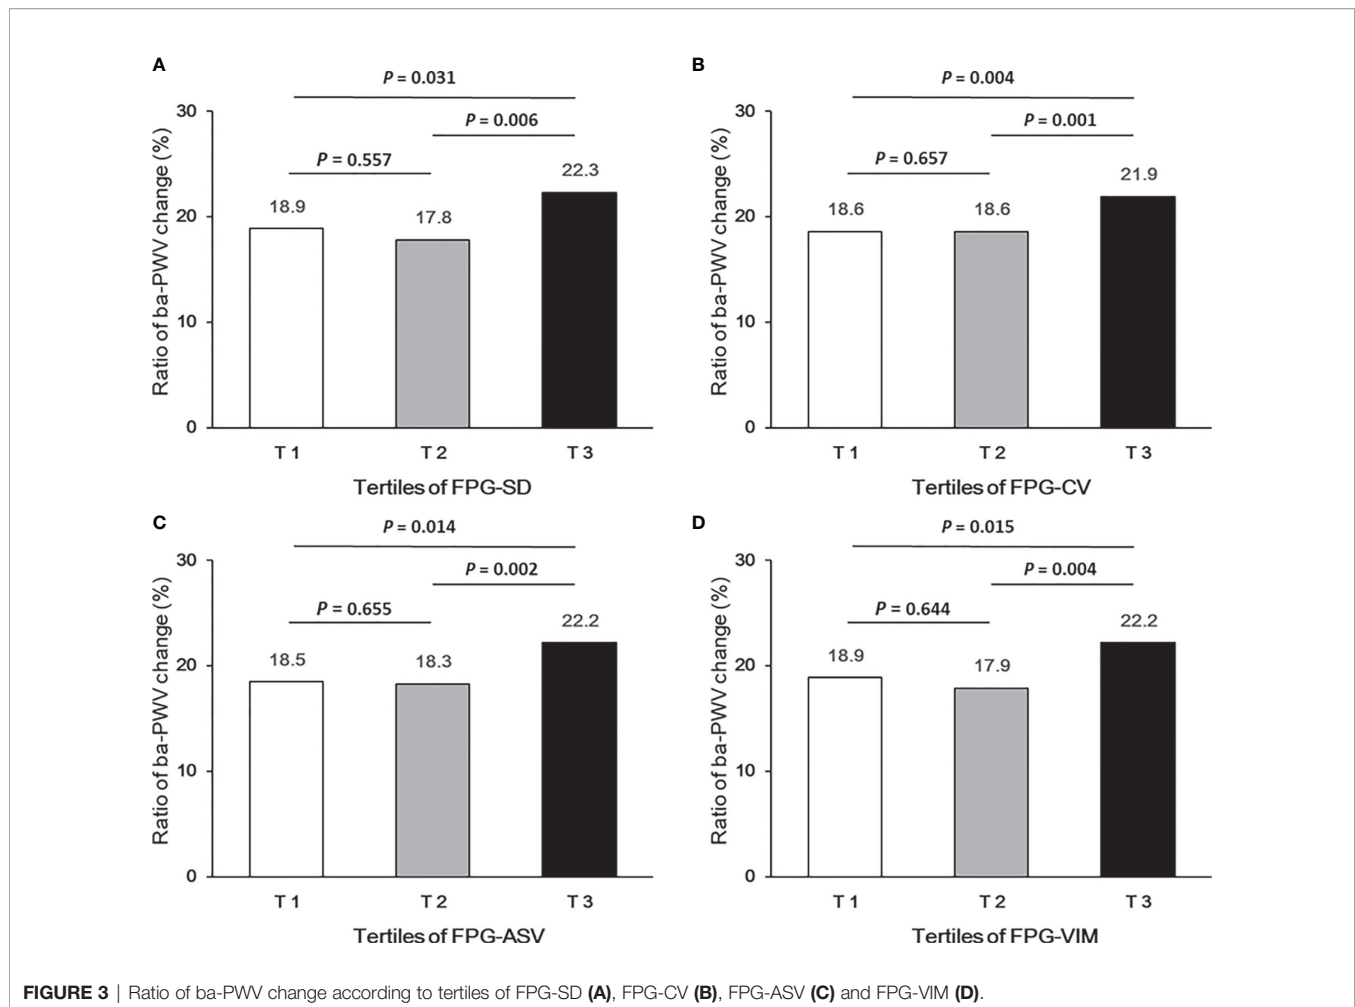 A
P = 0.031
P = 0.006
P = 0.557
30
20
10
0
Ratio of ba-PWV change (%)
18.9
17.8
22.3
T 1 T 2 T 3
Tertiles of FPG-SD
B
P = 0.004
P = 0.001
P = 0.657
30
20
10
0
Ratio of ba-PWV change (%)
18.6
18.6
21.9
T 1 T 2 T 3
Tertiles of FPG-CV
C
P = 0.014
P = 0.002
P = 0.655
30
20
10
0
Ratio of ba-PWV change (%)
18.5
18.3
22.2
T 1 T 2 T 3
Tertiles of FPG-ASV
D
P = 0.015
P = 0.004
P = 0.644
30
20
10
0
Ratio of ba-PWV change (%)
18.9
17.9
22.2
T 1 T 2 T 3
Tertiles of FPG-VIM
FIGURE 3 | Ratio of ba-PWV change according to tertiles of FPG-SD (A), FPG-CV (B), FPG-ASV (C) and FPG-VIM (D).